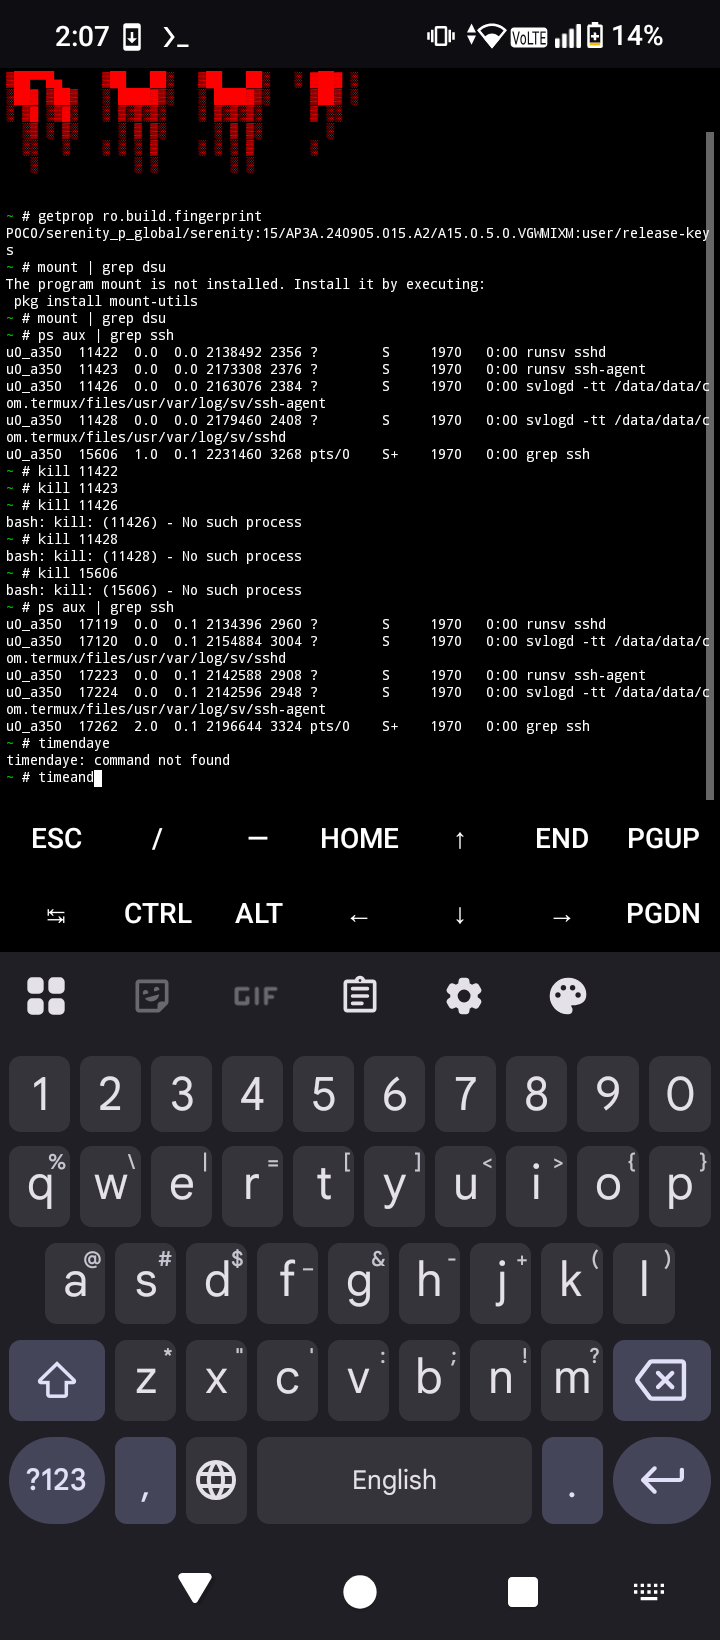 2:07
VoLTE
14%
~ # getprop ro.build.fingerprint
POCO/serenity_p_global/serenity:15/AP3A.240905.015.A2/A15.0.5.0.VGWMIXM:user/release-key
s
~ # mount | grep dsu
The program mount is not installed. Install it by executing:
 pkg install mount-utils
~ # mount | grep dsu
~ # ps aux | grep ssh
u0_a350  11422  0.0  0.0 2138492 2356 ?        S     1970   0:00 runsv sshd
u0_a350  11423  0.0  0.0 2173308 2376 ?        S     1970   0:00 runsv ssh-agent
u0_a350  11426  0.0  0.0 2163076 2384 ?        S     1970   0:00 svlogd -tt /data/data/c
om.termux/files/usr/var/log/sv/ssh-agent
u0_a350  11428  0.0  0.0 2179460 2408 ?        S     1970   0:00 svlogd -tt /data/data/c
om.termux/files/usr/var/log/sv/sshd
u0_a350  15606  1.0  0.1 2231460 3268 pts/0    S+    1970   0:00 grep ssh
~ # kill 11422
~ # kill 11423
~ # kill 11426
bash: kill: (11426) - No such process
~ # kill 11428
bash: kill: (11428) - No such process
~ # kill 15606
bash: kill: (15606) - No such process
~ # ps aux | grep ssh
u0_a350  17119  0.0  0.1 2134396 2960 ?        S     1970   0:00 runsv sshd
u0_a350  17120  0.0  0.1 2154884 3004 ?        S     1970   0:00 svlogd -tt /data/data/c
om.termux/files/usr/var/log/sv/sshd
u0_a350  17223  0.0  0.1 2142588 2908 ?        S     1970   0:00 runsv ssh-agent
u0_a350  17224  0.0  0.1 2142596 2948 ?        S     1970   0:00 svlogd -tt /data/data/c
om.termux/files/usr/var/log/sv/ssh-agent
u0_a350  17262  2.0  0.1 2196644 3324 pts/0    S+    1970   0:00 grep ssh
~ # timendaye
timendaye: command not found
~ # timeand
ESC / — HOME ↑ END PGUP
↹ CTRL ALT ← ↓ → PGDN
GIF
1 2 3 4 5 6 7 8 9 0
q% w\ e| r= t[ y] u< i> o{ p}
a@ s# d$ f_ g& h- j+ k( l)
z* x" c' v: b; n! m?
?123 , English .